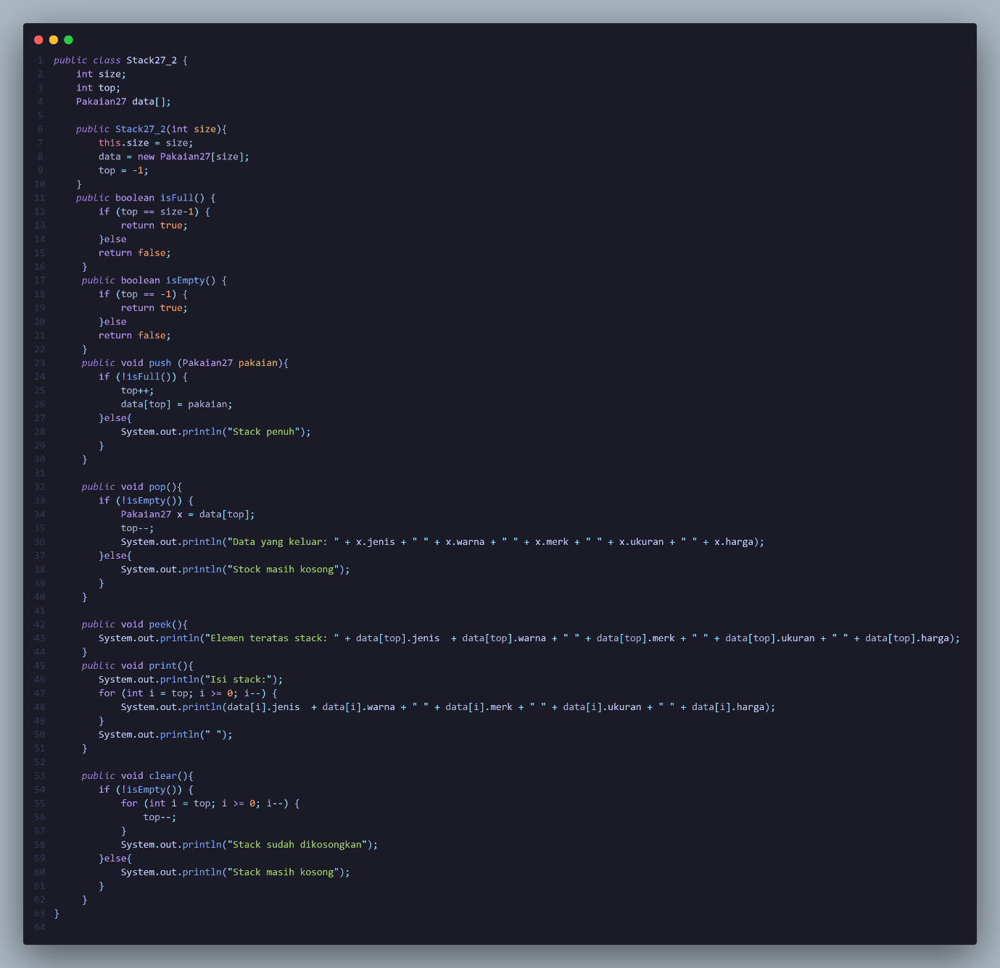 1 public class Stack27_2 {
2     int size;
3     int top;
4     Pakaian27 data[];
5
6     public Stack27_2(int size){
7         this.size = size;
8         data = new Pakaian27[size];
9         top = -1;
10     }
11     public boolean isFull() {
12         if (top == size-1) {
13             return true;
14         }else
15         return false;
16      }
17      public boolean isEmpty() {
18         if (top == -1) {
19             return true;
20         }else
21         return false;
22      }
23      public void push (Pakaian27 pakaian){
24         if (!isFull()) {
25             top++;
26             data[top] = pakaian;
27         }else{
28             System.out.println("Stack penuh");
29         }
30      }
31
32      public void pop(){
33         if (!isEmpty()) {
34             Pakaian27 x = data[top];
35             top--;
36             System.out.println("Data yang keluar: " + x.jenis + " " + x.warna + " " + x.merk + " " + x.ukuran + " " + x.harga);
37         }else{
38             System.out.println("Stock masih kosong");
39         }
40      }
41
42      public void peek(){
43         System.out.println("Elemen teratas stack: " + data[top].jenis  + data[top].warna + " " + data[top].merk + " " + data[top].ukuran + " " + data[top].harga);
44      }
45      public void print(){
46         System.out.println("Isi stack:");
47         for (int i = top; i >= 0; i--) {
48             System.out.println(data[i].jenis  + data[i].warna + " " + data[i].merk + " " + data[i].ukuran + " " + data[i].harga);
49         }
50         System.out.println(" ");
51      }
52
53      public void clear(){
54         if (!isEmpty()) {
55             for (int i = top; i >= 0; i--) {
56                 top--;
57             }
58             System.out.println("Stack sudah dikosongkan");
59         }else{
60             System.out.println("Stack masih kosong");
61         }
62      }
63 }
64